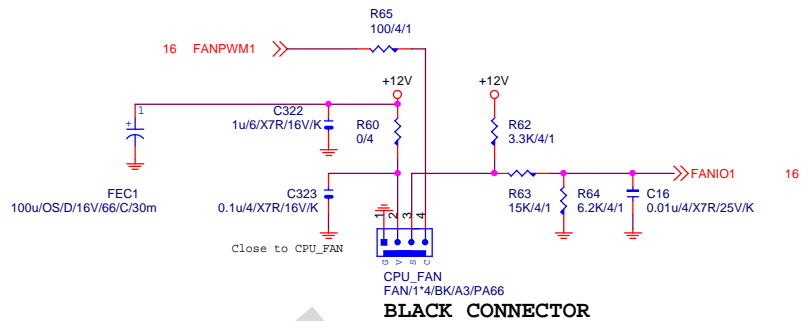 R65
100/4/1
16 FANPWM1
+12V
+12V
1
+
C322
1u/6/X7R/16V/K
R60
0/4
R62
3.3K/4/1
FANIO1 16
FEC1
100u/OS/D/16V/66/C/30m
C323
0.1u/4/X7R/16V/K
R63
15K/4/1
R64
6.2K/4/1
C16
0.01u/4/X7R/25V/K
1 2 3 4
Close to CPU_FAN
G V S C
CPU_FAN
FAN/1*4/BK/A3/PA66
BLACK CONNECTOR